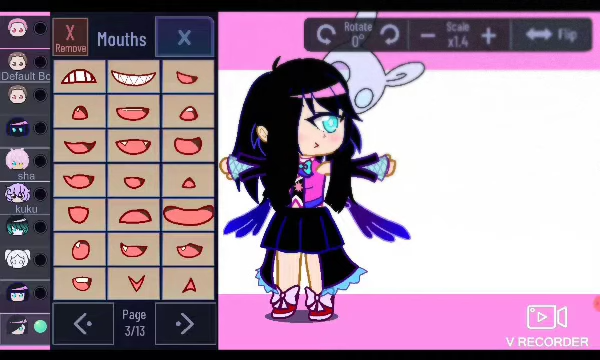 X
Remove
Mouths
X
Rotate
0°
Scale
x1.4
Flip
Default Bo
sha
kuku
Page
3/13
V RECORDER